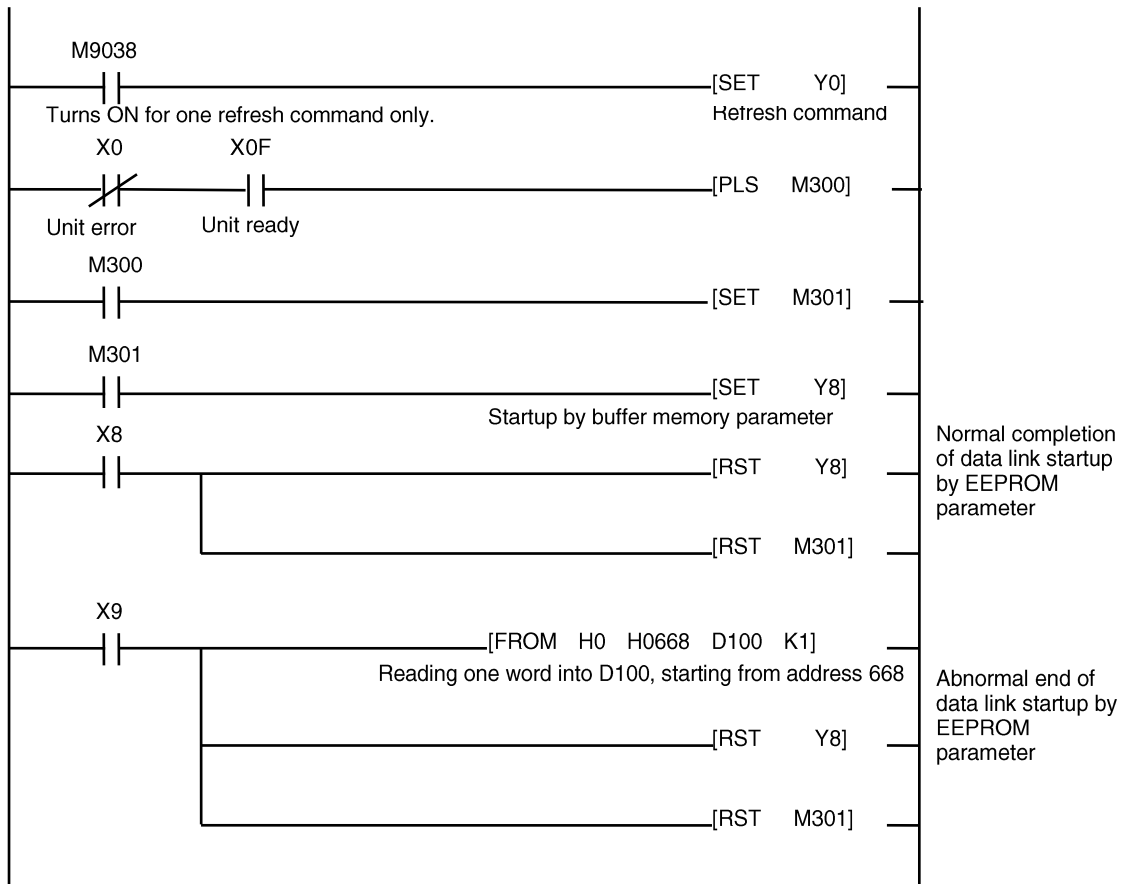 M9038
[SET Y0]
Turns ON for one refresh command only.
Refresh command
X0 X0F
[PLS M300]
Unit error Unit ready
M300
[SET M301]
M301
[SET Y8]
Startup by buffer memory parameter
X8
[RST Y8]
Normal completion
of data link startup
by EEPROM
parameter
[RST M301]
X9
[FROM H0 H0668 D100 K1]
Reading one word into D100, starting from address 668
Abnormal end of
data link startup by
EEPROM
parameter
[RST Y8]
[RST M301]